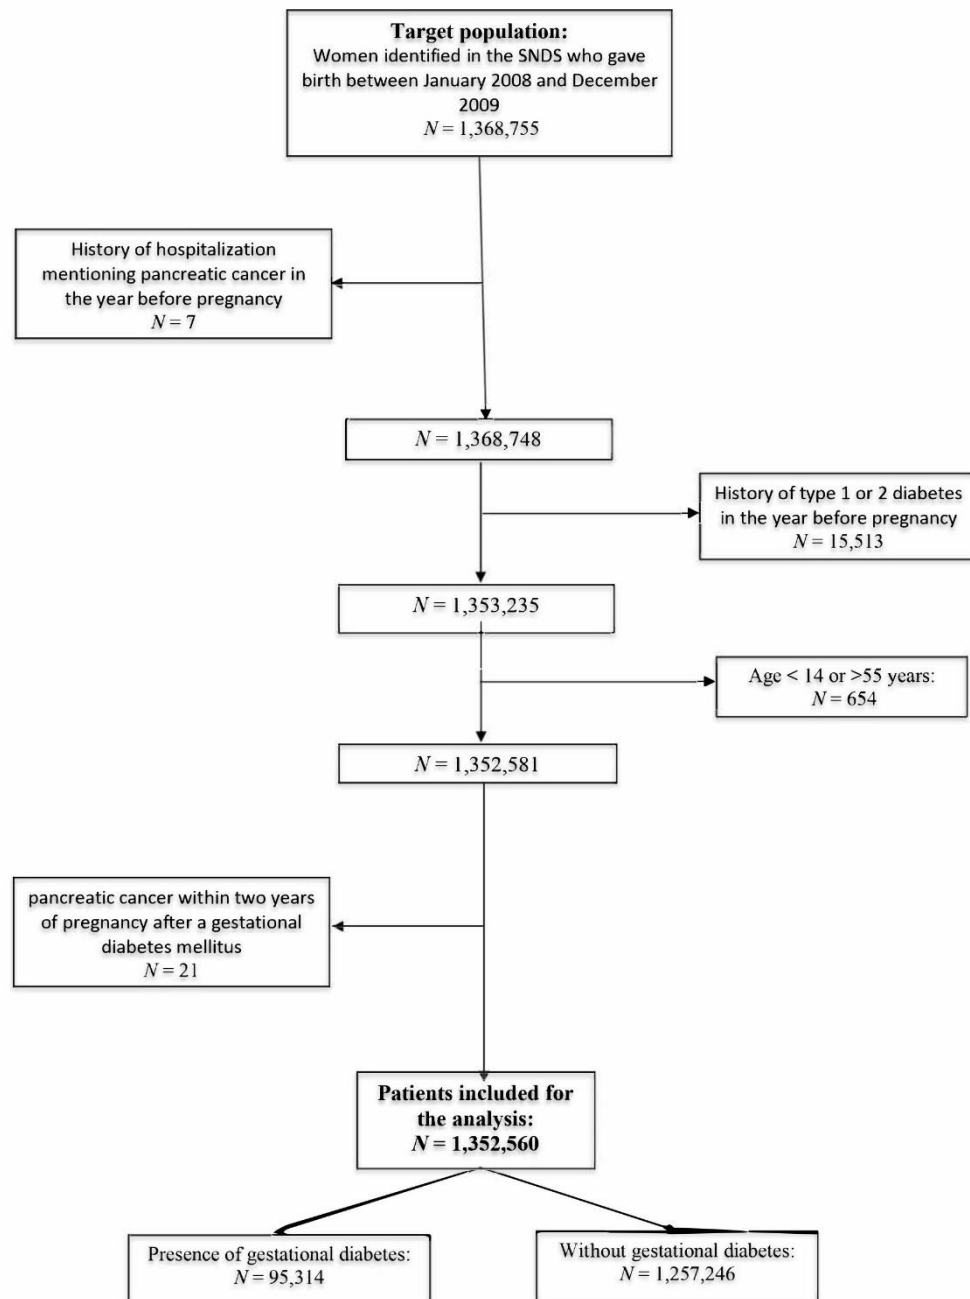 Target population:
Women identified in the SNDS who gave
birth between January 2008 and December
2009
N = 1,368,755
History of hospitalization
mentioning pancreatic cancer in
the year before pregnancy
N = 7
N = 1,368,748
History of type 1 or 2 diabetes
in the year before pregnancy
N = 15,513
N = 1,353,235
Age < 14 or >55 years:
N = 654
N = 1,352,581
pancreatic cancer within two years
of pregnancy after a gestational
diabetes mellitus
N = 21
Patients included for
the analysis:
N = 1,352,560
Presence of gestational diabetes:
N = 95,314
Without gestational diabetes:
N = 1,257,246